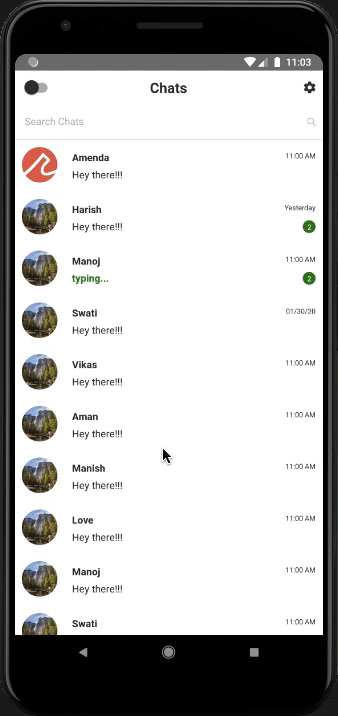 11:03
Chats
Search Chats
Amenda 11:00 AM
Hey there!!!
Harish Yesterday
Hey there!!! 2
Manoj 11:00 AM
typing... 2
Swati 01/30/20
Hey there!!!
Vikas 11:00 AM
Hey there!!!
Aman 11:00 AM
Hey there!!!
Manish 11:00 AM
Hey there!!!
Love 11:00 AM
Hey there!!!
Manoj 11:00 AM
Hey there!!!
Swati 11:00 AM